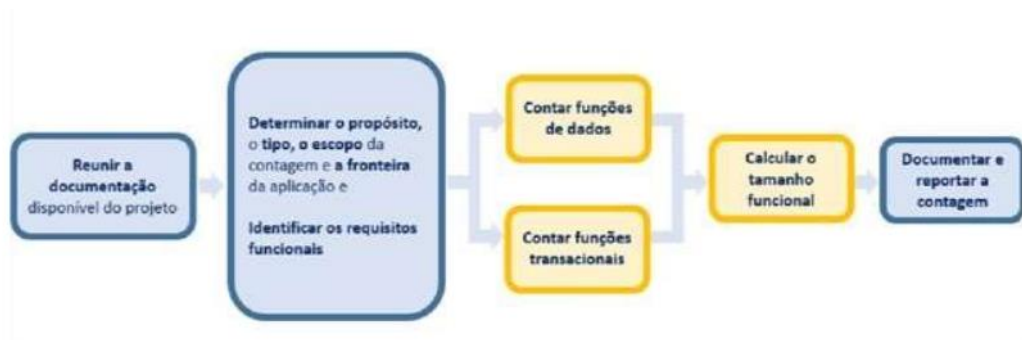 Reunir a
documentação
disponível do projeto
Determinar o propósito,
o tipo, o escopo da
contagem e a fronteira
da aplicação e
Identificar os requisitos
funcionais
Contar funções
de dados
Contar funções
transacionais
Calcular o
tamanho
funcional
Documentar e
reportar a
contagem